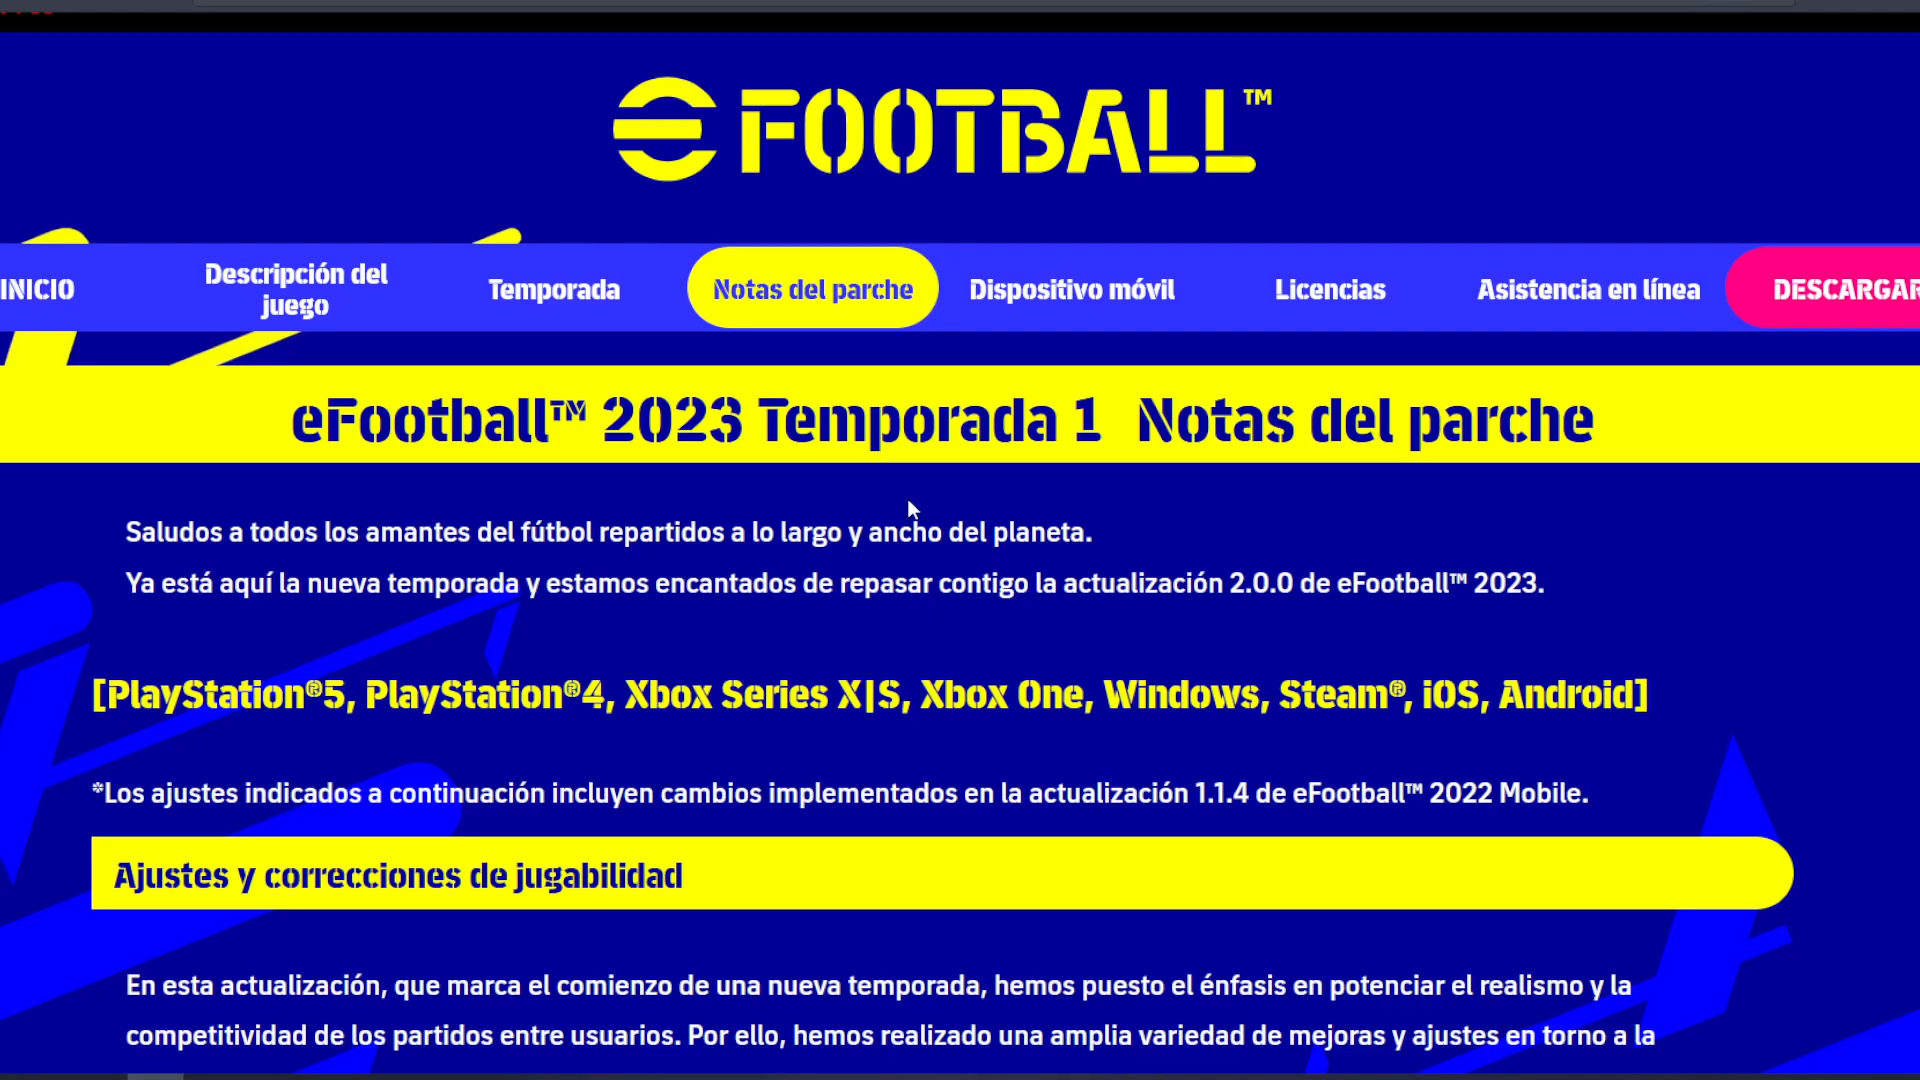 FOOTBALL™
INICIO
Descripción del
juego
Temporada
Notas del parche
Dispositivo móvil
Licencias
Asistencia en línea
DESCARGAR
eFootball™ 2023 Temporada 1 Notas del parche
Saludos a todos los amantes del fútbol repartidos a lo largo y ancho del planeta.
Ya está aquí la nueva temporada y estamos encantados de repasar contigo la actualización 2.0.0 de eFootball™ 2023.
[PlayStation®5, PlayStation®4, Xbox Series X|S, Xbox One, Windows, Steam®, iOS, Android]
*Los ajustes indicados a continuación incluyen cambios implementados en la actualización 1.1.4 de eFootball™ 2022 Mobile.
Ajustes y correcciones de jugabilidad
En esta actualización, que marca el comienzo de una nueva temporada, hemos puesto el énfasis en potenciar el realismo y la
competitividad de los partidos entre usuarios. Por ello, hemos realizado una amplia variedad de mejoras y ajustes en torno a la